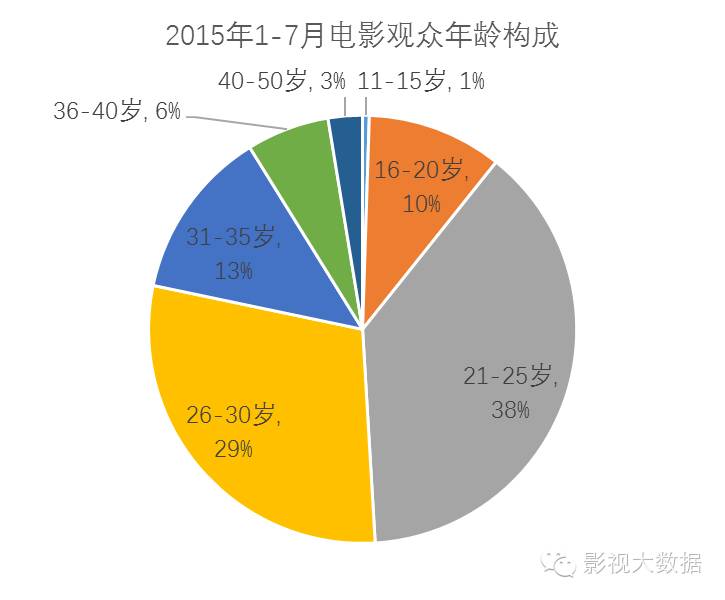 2015年1-7月电影观众年龄构成
40-50岁, 3%
11-15岁, 1%
36-40岁, 6%
16-20岁,
10%
31-35岁,
13%
21-25岁,
38%
26-30岁,
29%
影视大数据